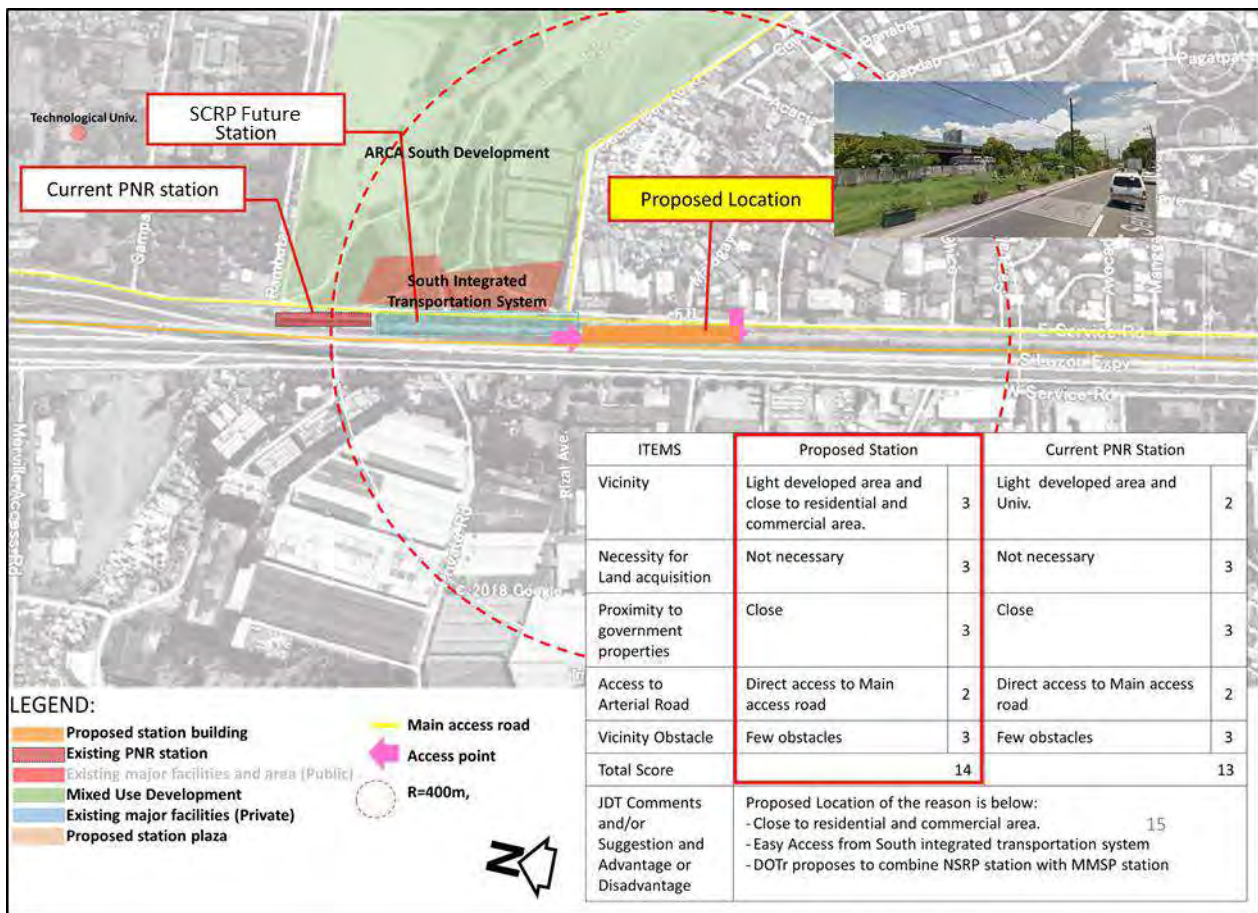 Technological Univ.
SCRP Future
Station
ARCA South Development
Current PNR station
Proposed Location
South Integrated
Transportation System
Banaba
Pagatpat
Rizal Ave.
E Service Rd
S Luzon Expy
Service Rd
Merville Access Rd
© 2018 Google
ITEMS Proposed Station Current PNR Station
Vicinity Light developed area and Light developed area and
close to residential and 3 Univ. 2
commercial area.
Necessity for Not necessary Not necessary
Land acquisition 3 3
Proximity to Close Close
government 3 3
properties
Access to Direct access to Main Direct access to Main access
Arterial Road access road 2 road 2
Vicinity Obstacle Few obstacles 3 Few obstacles 3
Total Score 14 13
JDT Comments Proposed Location of the reason is below:
and/or - Close to residential and commercial area. 15
Suggestion and - Easy Access from South integrated transportation system
Advantage or - DOTr proposes to combine NSRP station with MMSP station
Disadvantage
LEGEND:
Proposed station building
Existing PNR station
Existing major facilities and area (Public)
Mixed Use Development
Existing major facilities (Private)
Proposed station plaza
Main access road
Access point
R=400m,
N